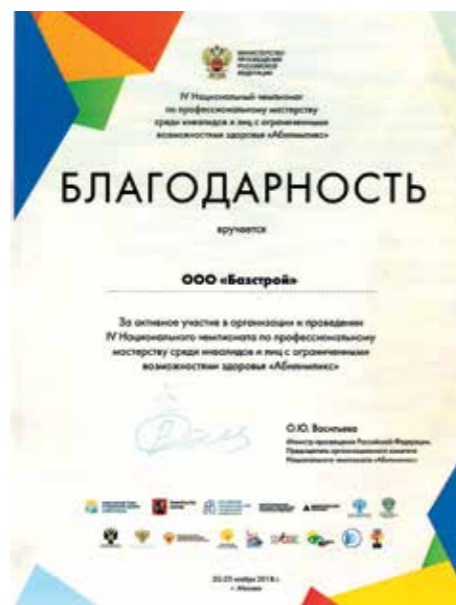 МИНИСТЕРСТВО
ПРОСВЕЩЕНИЯ
РОССИЙСКОЙ
ФЕДЕРАЦИИ
IV Национальный чемпионат
по профессиональному мастерству
среди инвалидов и лиц с ограниченными
возможностями здоровья «Абилимпикс»
БЛАГОДАРНОСТЬ
вручается
ООО «Базстрой»
За активное участие в организации и проведении
IV Национального чемпионата по профессиональному
мастерству среди инвалидов и лиц с ограниченными
возможностями здоровья «Абилимпикс»
О.Ю. Васильева
Министр просвещения Российской Федерации,
Председатель организационного комитета
Национального чемпионата «Абилимпикс»
ноября 2018 г.
г. Москва